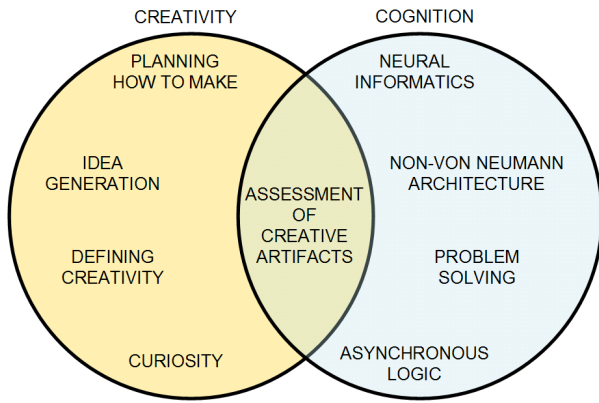 CREATIVITY
COGNITION
PLANNING
HOW TO MAKE
NEURAL
INFORMATICS
IDEA
GENERATION
NON-VON NEUMANN
ARCHITECTURE
ASSESSMENT
OF
CREATIVE
ARTIFACTS
DEFINING
CREATIVITY
PROBLEM
SOLVING
CURIOSITY
ASYNCHRONOUS
LOGIC